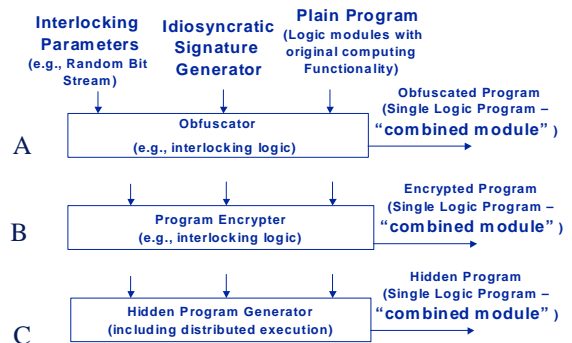 Interlocking
Parameters
(e.g., Random Bit
Stream)
Idiosyncratic
Signature
Generator
Plain Program
(Logic modules with
original computing
Functionality)
A
Obfuscator
(e.g., interlocking logic)
Obfuscated Program
(Single Logic Program –
“combined module” )
B
Program Encrypter
(e.g., interlocking logic)
Encrypted Program
(Single Logic Program –
“combined module” )
C
Hidden Program Generator
(including distributed execution)
Hidden Program
(Single Logic Program –
“combined module” )